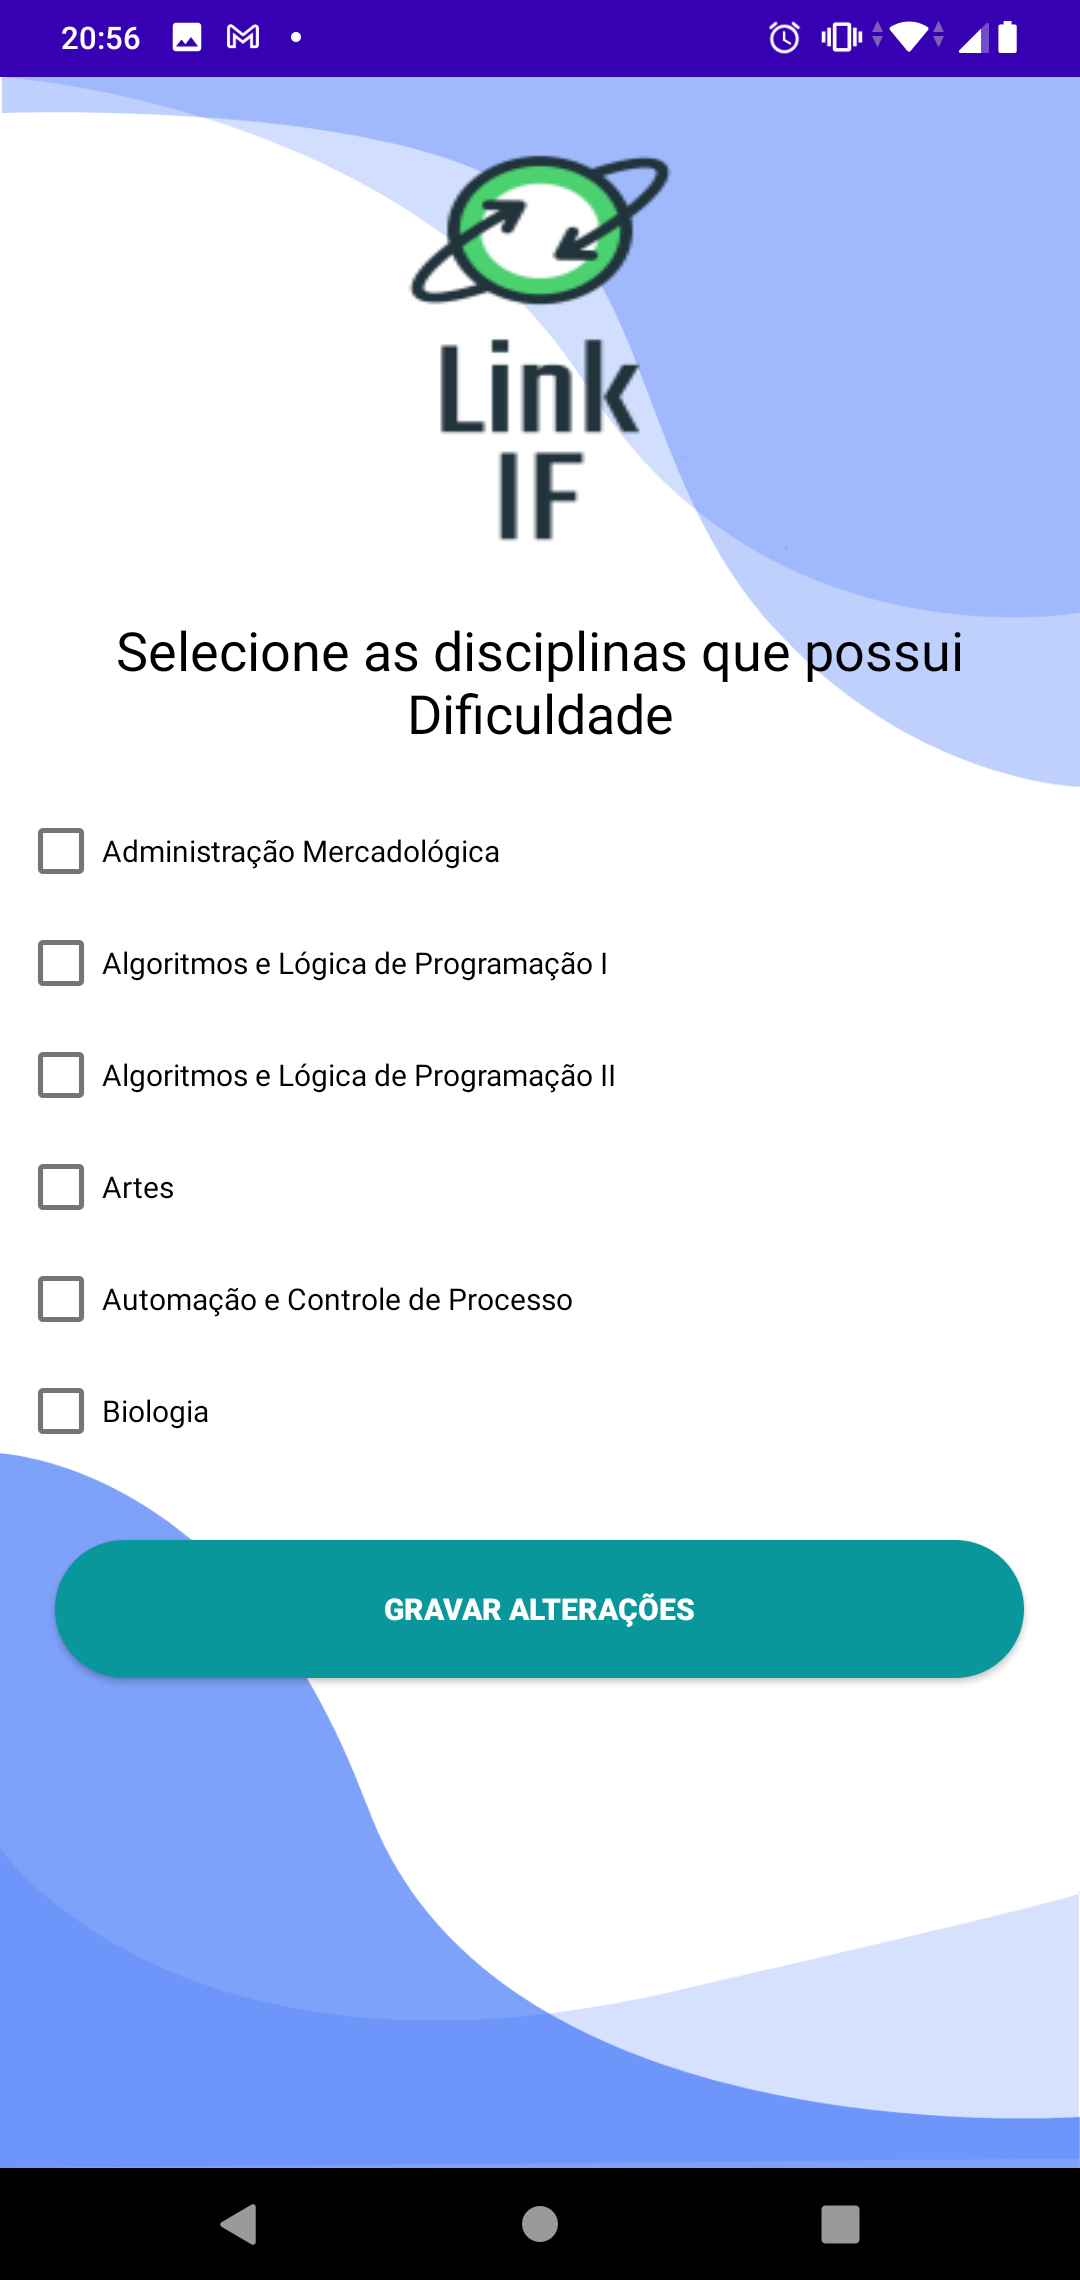 20:56
Link
IF
Selecione as disciplinas que possui
Dificuldade
Administração Mercadológica
Algoritmos e Lógica de Programação I
Algoritmos e Lógica de Programação II
Artes
Automação e Controle de Processo
Biologia
GRAVAR ALTERAÇÕES